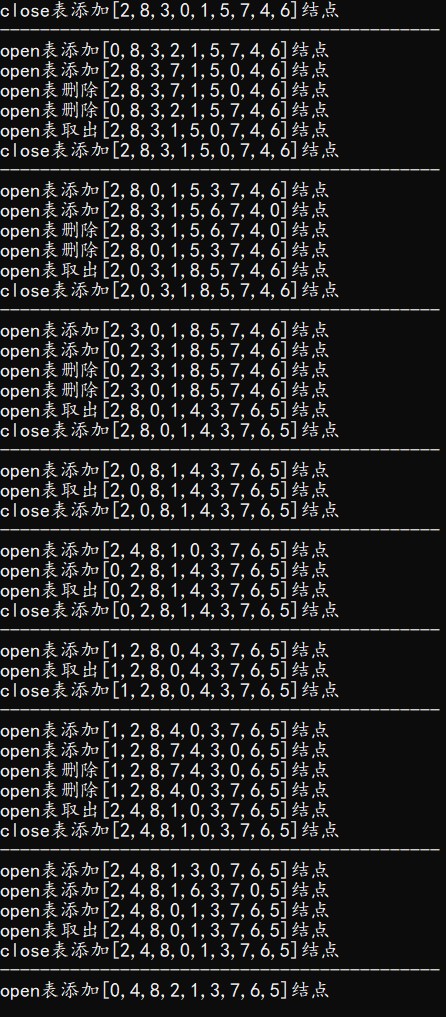 close表添加[2,8,3,0,1,5,7,4,6]结点
--------------------------------------------
open表添加[0,8,3,2,1,5,7,4,6]结点
open表添加[2,8,3,7,1,5,0,4,6]结点
open表删除[2,8,3,7,1,5,0,4,6]结点
open表删除[0,8,3,2,1,5,7,4,6]结点
open表取出[2,8,3,1,5,0,7,4,6]结点
close表添加[2,8,3,1,5,0,7,4,6]结点
--------------------------------------------
open表添加[2,8,0,1,5,3,7,4,6]结点
open表添加[2,8,3,1,5,6,7,4,0]结点
open表删除[2,8,3,1,5,6,7,4,0]结点
open表删除[2,8,0,1,5,3,7,4,6]结点
open表取出[2,0,3,1,8,5,7,4,6]结点
close表添加[2,0,3,1,8,5,7,4,6]结点
--------------------------------------------
open表添加[2,3,0,1,8,5,7,4,6]结点
open表添加[0,2,3,1,8,5,7,4,6]结点
open表删除[0,2,3,1,8,5,7,4,6]结点
open表删除[2,3,0,1,8,5,7,4,6]结点
open表取出[2,8,0,1,4,3,7,6,5]结点
close表添加[2,8,0,1,4,3,7,6,5]结点
--------------------------------------------
open表添加[2,0,8,1,4,3,7,6,5]结点
open表取出[2,0,8,1,4,3,7,6,5]结点
close表添加[2,0,8,1,4,3,7,6,5]结点
--------------------------------------------
open表添加[2,4,8,1,0,3,7,6,5]结点
open表添加[0,2,8,1,4,3,7,6,5]结点
open表取出[0,2,8,1,4,3,7,6,5]结点
close表添加[0,2,8,1,4,3,7,6,5]结点
--------------------------------------------
open表添加[1,2,8,0,4,3,7,6,5]结点
open表取出[1,2,8,0,4,3,7,6,5]结点
close表添加[1,2,8,0,4,3,7,6,5]结点
--------------------------------------------
open表添加[1,2,8,4,0,3,7,6,5]结点
open表添加[1,2,8,7,4,3,0,6,5]结点
open表删除[1,2,8,7,4,3,0,6,5]结点
open表删除[1,2,8,4,0,3,7,6,5]结点
open表取出[2,4,8,1,0,3,7,6,5]结点
close表添加[2,4,8,1,0,3,7,6,5]结点
--------------------------------------------
open表添加[2,4,8,1,3,0,7,6,5]结点
open表添加[2,4,8,1,6,3,7,0,5]结点
open表添加[2,4,8,0,1,3,7,6,5]结点
open表取出[2,4,8,0,1,3,7,6,5]结点
close表添加[2,4,8,0,1,3,7,6,5]结点
--------------------------------------------
open表添加[0,4,8,2,1,3,7,6,5]结点